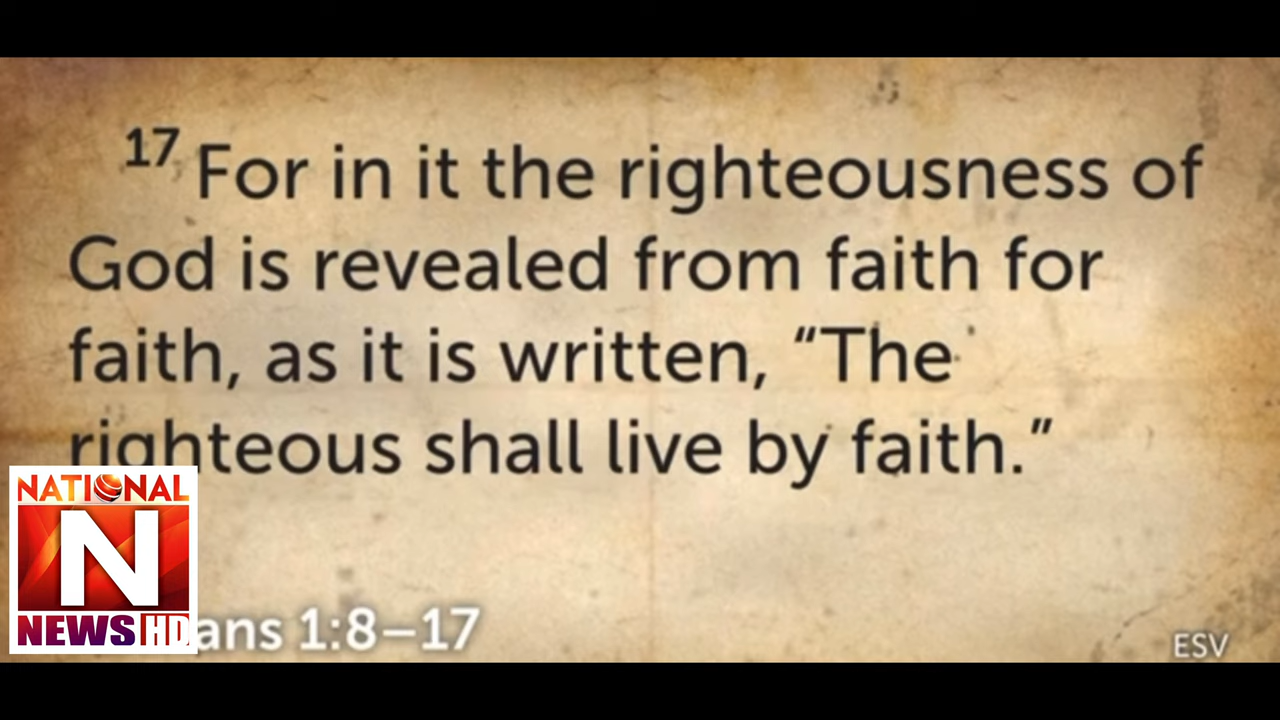 17 For in it the righteousness of
God is revealed from faith for
faith, as it is written, “The
righteous shall live by faith.”
NATIONAL
N
NEWS HD
ans 1:8–17
ESV